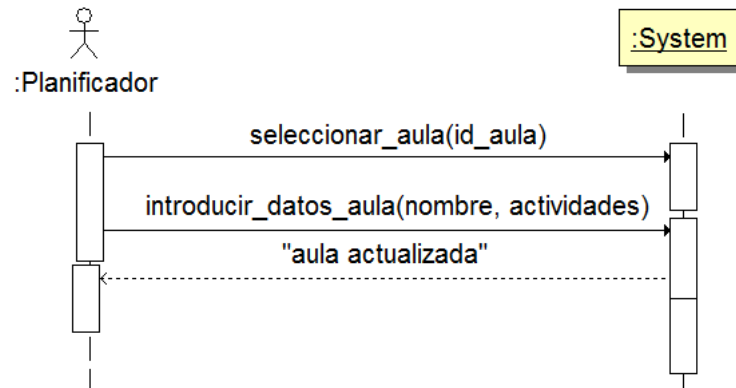 :System
:Planificador
seleccionar_aula(id_aula)
introducir_datos_aula(nombre, actividades)
"aula actualizada"